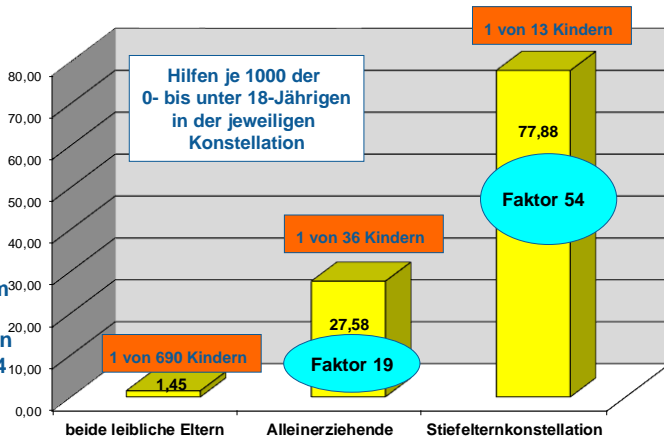 1 von 13 Kindern
80,00
70,00
60,00
50,00
40,00
30,00
20,00
10,00
0,00
Hilfen je 1000 der
0- bis unter 18-Jährigen
in der jeweiligen
Konstellation
77,88
Faktor 54
1 von 36 Kindern
27,58
Faktor 19
1 von 690 Kindern
1,45
m
n
4
beide leibliche Eltern
Alleinerziehende
Stiefelternkonstellation